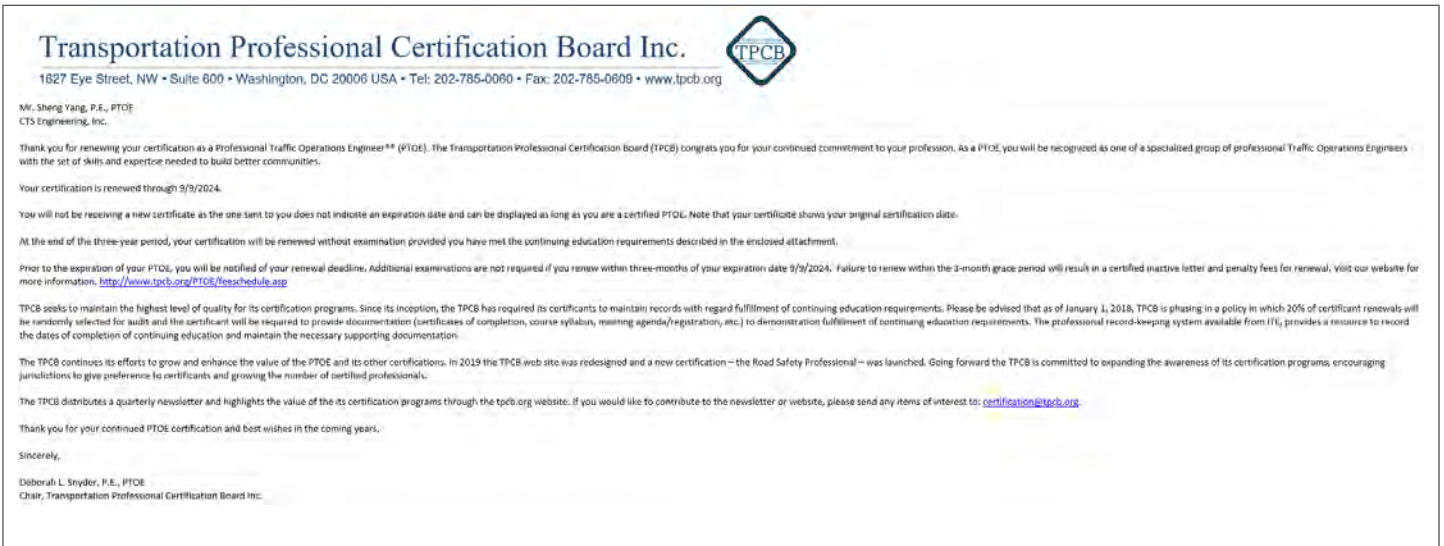 Transportation Professional Certification Board Inc.
TPCB
1627 Eye Street, NW • Suite 600 • Washington, DC 20006 USA • Tel: 202-785-0060 • Fax: 202-785-0609 • www.tpcb.org
Mr. Sheng Yang, P.E., PTOE
CTS Engineering, Inc.
Thank you for renewing your certification as a Professional Traffic Operations Engineer (PTOE). The Transportation Professional Certification Board (TPCB) congrats you for your continued commitment to your profession. As a PTOE you will be recognized as one of a specialized group of professional Traffic Operations Engineers
with the set of skills and expertise needed to build better communities.
Your certification is renewed through 9/9/2024.
You will not be receiving a new certificate as the one sent to you does not indicate an expiration date and can be displayed as long as you are a certified PTOE. Note that your certificate shows your original certification date.
At the end of the three-year period, your certification will be renewed without examination provided you have met the continuing education requirements described in the enclosed attachment.
Prior to the expiration of your PTOE, you will be notified of your renewal deadline. Additional examinations are not required if you renew within three-months of your expiration date 9/9/2024. Failure to renew within the 3-month grace period will result in a certified inactive letter and penalty fees for renewal, visit our website for
more information. http://www.tpcb.org/PTOE/feeschedule.asp
TPCB seeks to maintain the highest level of quality for its certification programs. Since its inception, the TPCB has required its certificants to maintain records with regard fulfillment of continuing education requirements. Please be advised that as of January 1, 2018, TPCB is phasing in a policy in which 20% of certificant renewals will
be randomly selected for audit and the certificant will be required to provide documentation (certificates of completion, course syllabus, meeting agenda/registration, etc.) to demonstration fulfillment of continuing education requirements. The professional record-keeping system available from ITE, provides a resource to record
the dates of completion of continuing education and maintain the necessary supporting documentation.
The TPCB continues its efforts to grow and enhance the value of the PTOE and its other certifications. In 2019 the TPCB web site was redesigned and a new certification – the Road Safety Professional – was launched. Going forward the TPCB is committed to expanding the awareness of its certification programs, encouraging
jurisdictions to give preference to certificants and growing the number of certified professionals.
The TPCB distributes a quarterly newsletter and highlights the value of the its certification programs through the tpcb.org website. If you would like to contribute to the newsletter or website, please send any items of interest to: certification@tpcb.org.
Thank you for your continued PTOE certification and best wishes in the coming years.
Sincerely,
Deborah L. Snyder, P.E., PTOE
Chair, Transportation Professional Certification Board Inc.